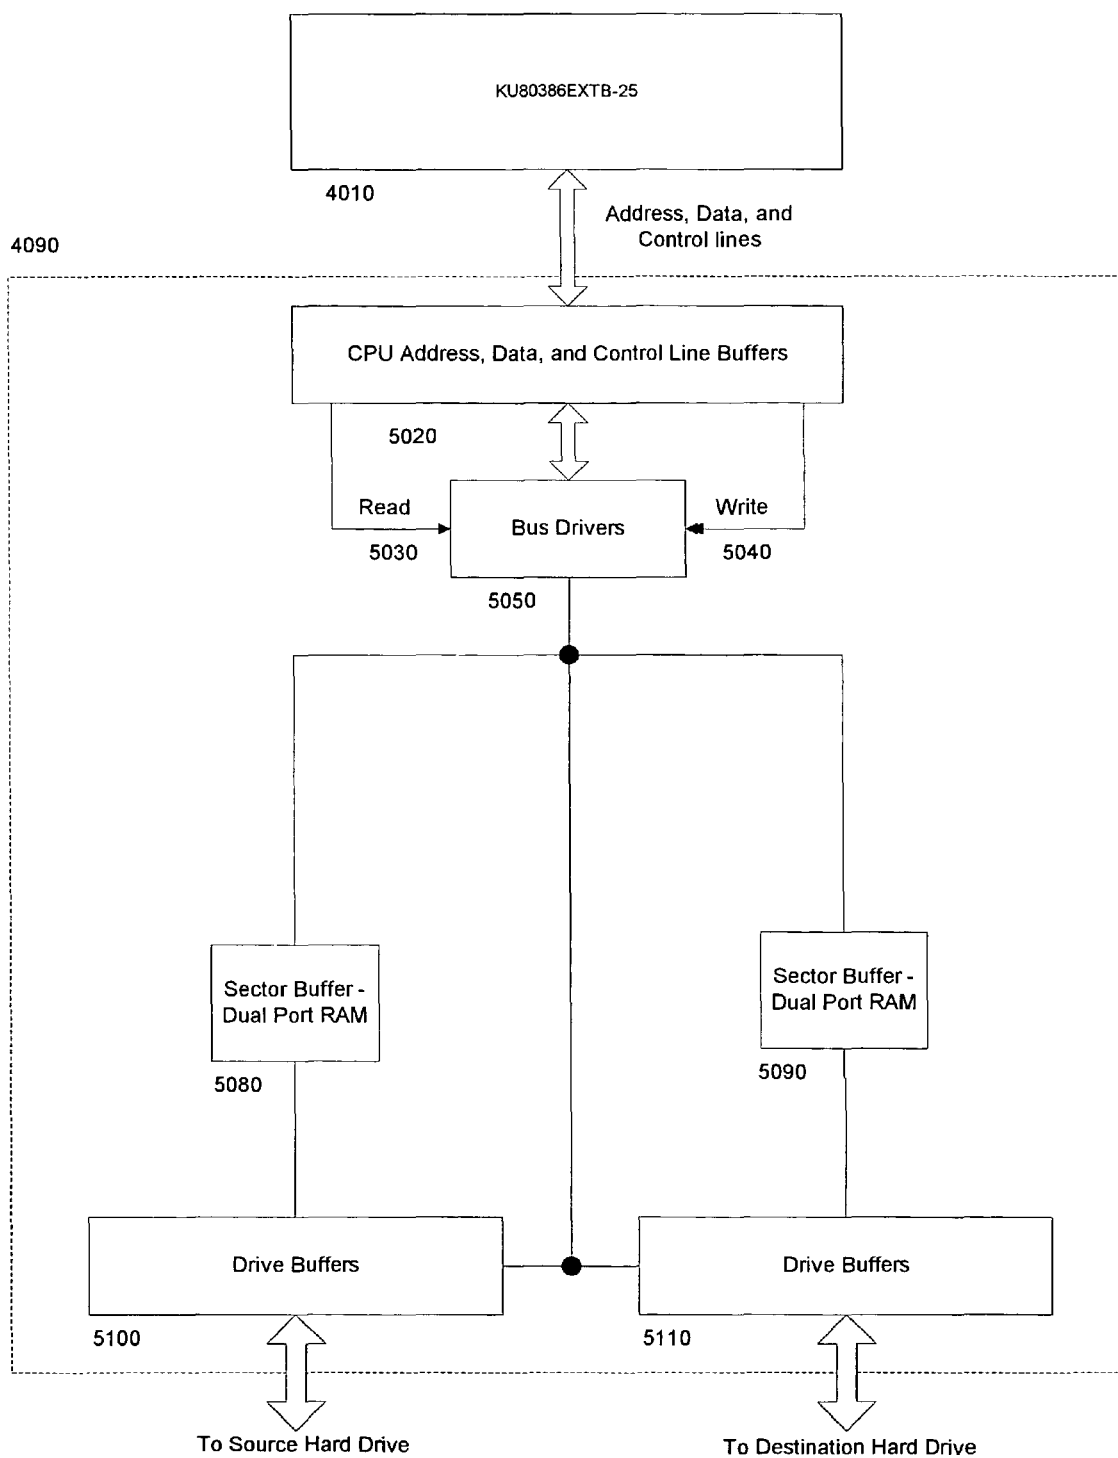 KU80386EXTB-25
4010
Address, Data, and
Control lines
4090
CPU Address, Data, and Control Line Buffers
5020
Read
5030
Bus Drivers
Write
5040
5050
Sector Buffer -
Dual Port RAM
5080
Sector Buffer -
Dual Port RAM
5090
Drive Buffers
5100
Drive Buffers
5110
To Source Hard Drive
To Destination Hard Drive